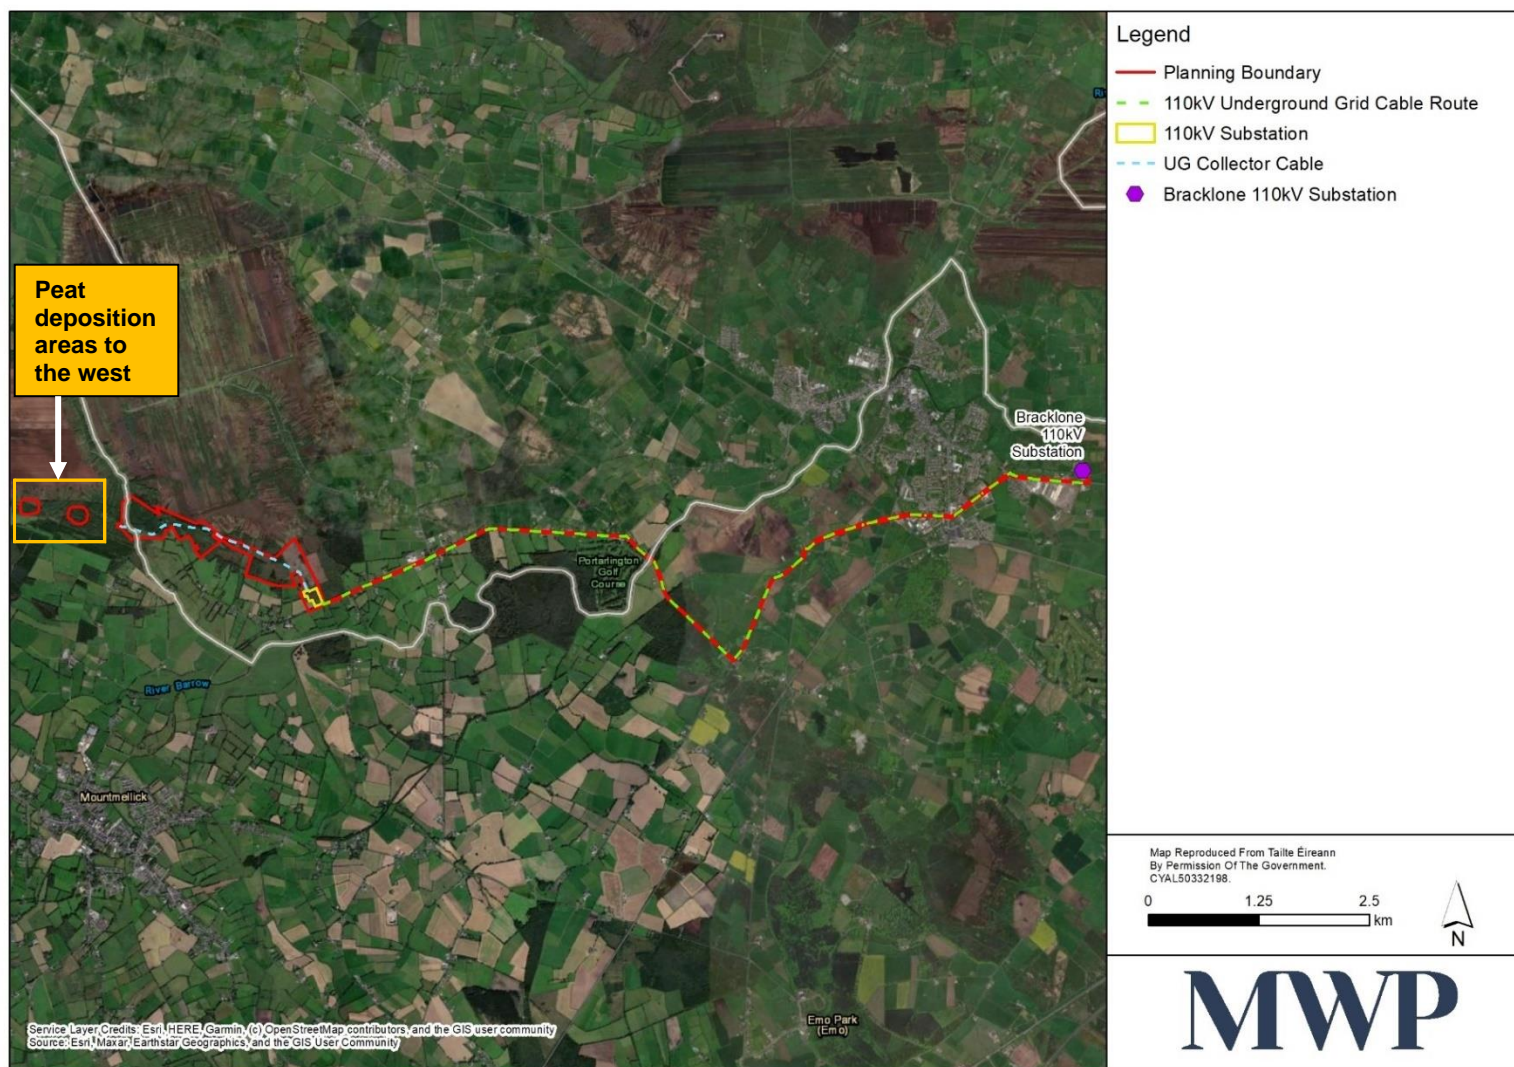 Peat
deposition
areas to
the west
Bracklone
110kV
Substation
Portarlington
Golf
Course
River Barrow
Mountmellick
Emo Park
(Emo)
Service Layer Credits: Esri, HERE, Garmin, (c) OpenStreetMap contributors, and the GIS user community
Source: Esri, Maxar, Earthstar Geographics, and the GIS User Community
Legend
Planning Boundary
110kV Underground Grid Cable Route
110kV Substation
UG Collector Cable
Bracklone 110kV Substation
Map Reproduced From Tailte Éireann
By Permission Of The Government.
CYAL50332198.
0 1.25 2.5
km
N
MWP